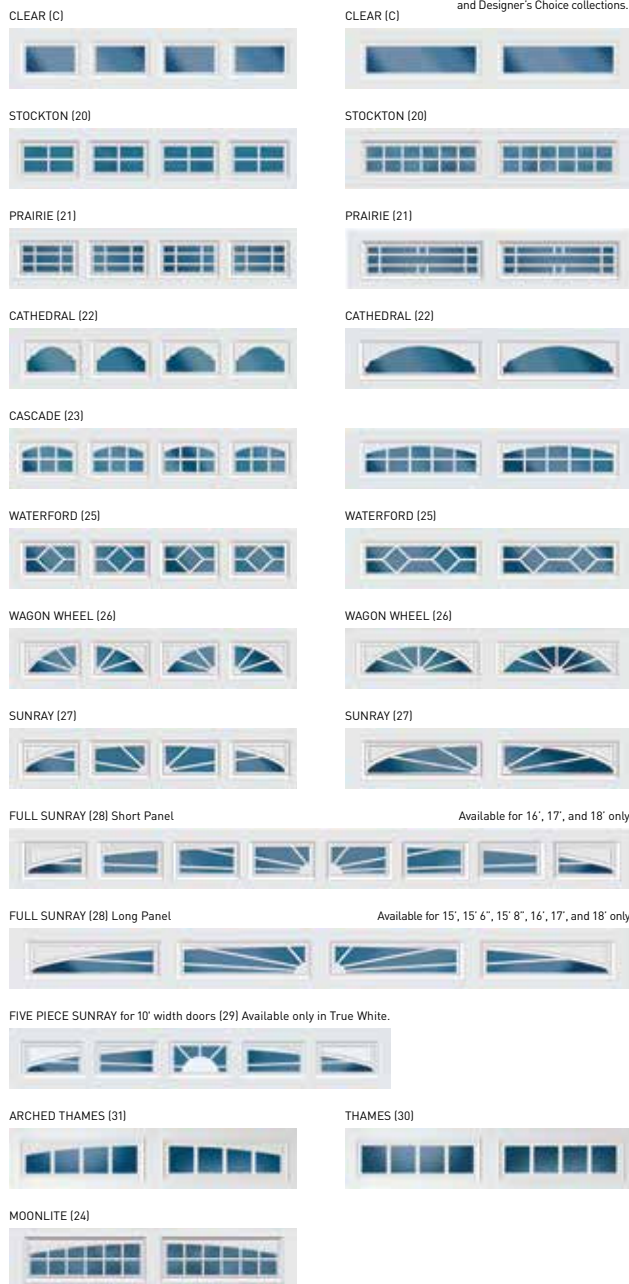 and Designer's Choice collections.
CLEAR (C)
CLEAR (C)
STOCKTON (20)
STOCKTON (20)
PRAIRIE (21)
PRAIRIE (21)
CATHEDRAL (22)
CATHEDRAL (22)
CASCADE (23)
WATERFORD (25)
WATERFORD (25)
WAGON WHEEL (26)
WAGON WHEEL (26)
SUNRAY (27)
SUNRAY (27)
FULL SUNRAY (28) Short Panel
Available for 16', 17', and 18' only
FULL SUNRAY (28) Long Panel
Available for 15', 15' 6", 15' 8", 16', 17', and 18' only
FIVE PIECE SUNRAY for 10' width doors (29) Available only in True White.
ARCHED THAMES (31)
THAMES (30)
MOONLITE (24)